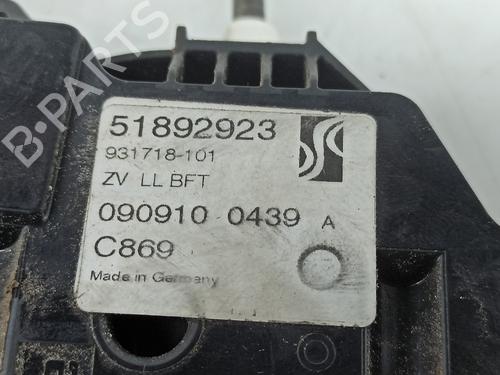 B-PARTS
51892923
931718-101
ZV LL BFT
090910 0439 A
C869
Made in Germany